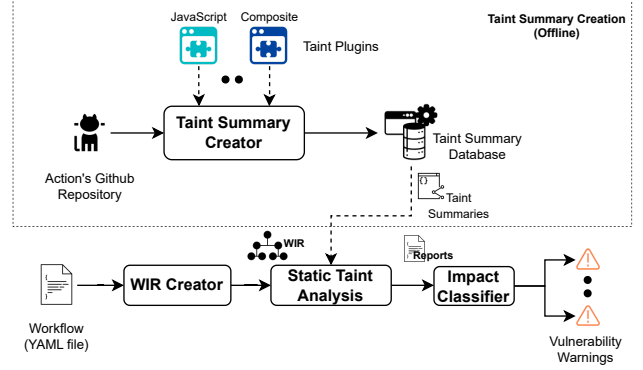 JavaScript
Composite
Taint Plugins
Taint Summary Creation
(Offline)
Taint Summary
Creator
Action's Github
Repository
Taint Summary
Database
{}
Taint
Summaries
WIR
Reports
WIR Creator
Static Taint
Analysis
Impact
Classifier
Workflow
(YAML file)
Vulnerability
Warnings